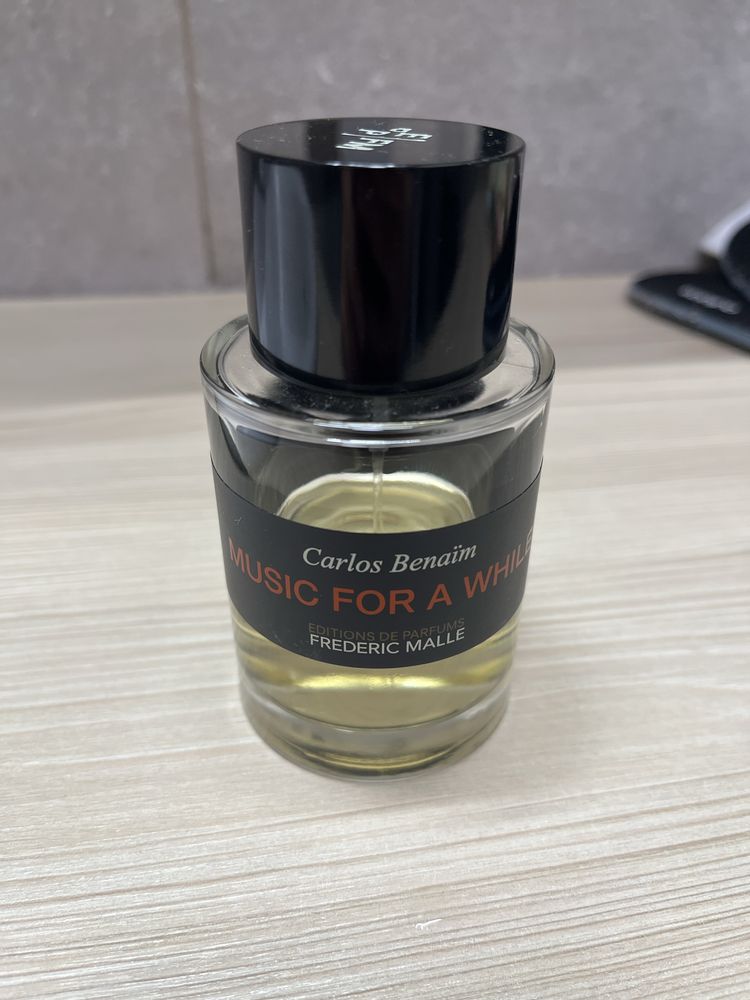 Carlos Benaïm
MUSIC FOR A WHILE
EDITIONS DE PARFUMS
FREDERIC MALLE